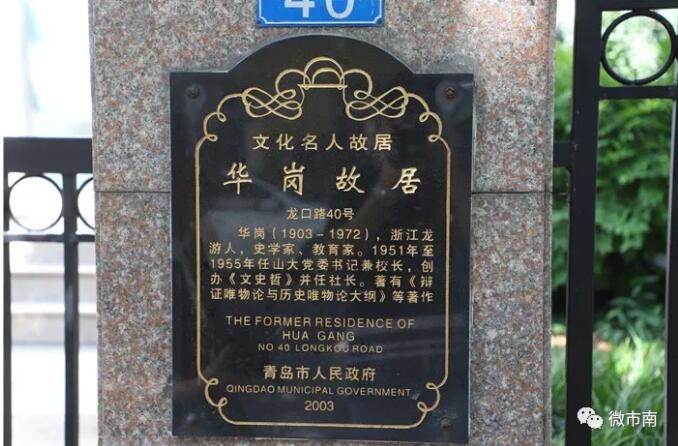 40
文化名人故居
华岗故居
龙口路40号
华岗（1903－1972），浙江龙
游人，史学家、教育家。1951年至
1955年任山大党委书记兼校长，创
办《文史哲》并任社长。著有《辩
证唯物论与历史唯物论大纲》等著作
THE FORMER RESIDENCE OF
HUA GANG
NO 40 LONGKOU ROAD
青岛市人民政府
QINGDAO MUNICIPAL GOVERNMENT
2003
微市南